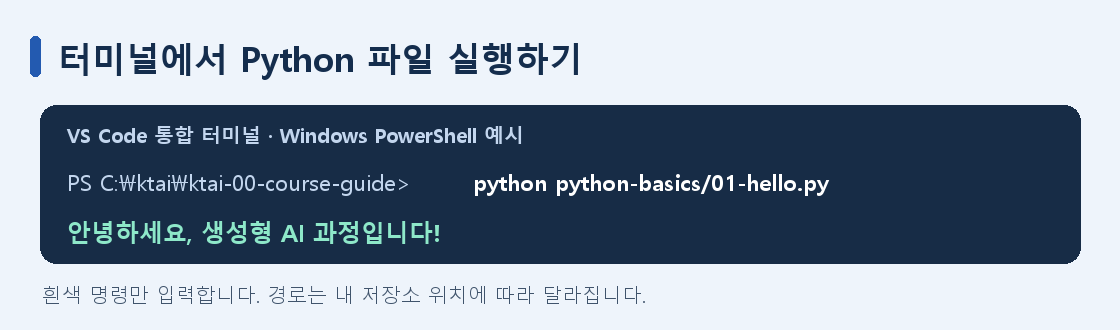 터미널에서 Python 파일 실행하기
VS Code 통합 터미널 · Windows PowerShell 예시
PS C:₩ktai₩ktai-00-course-guide> python python-basics/01-hello.py
안녕하세요, 생성형 AI 과정입니다!
흰색 명령만 입력합니다. 경로는 내 저장소 위치에 따라 달라집니다.